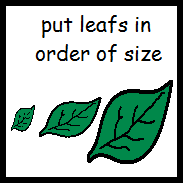 put leafs in
order of size